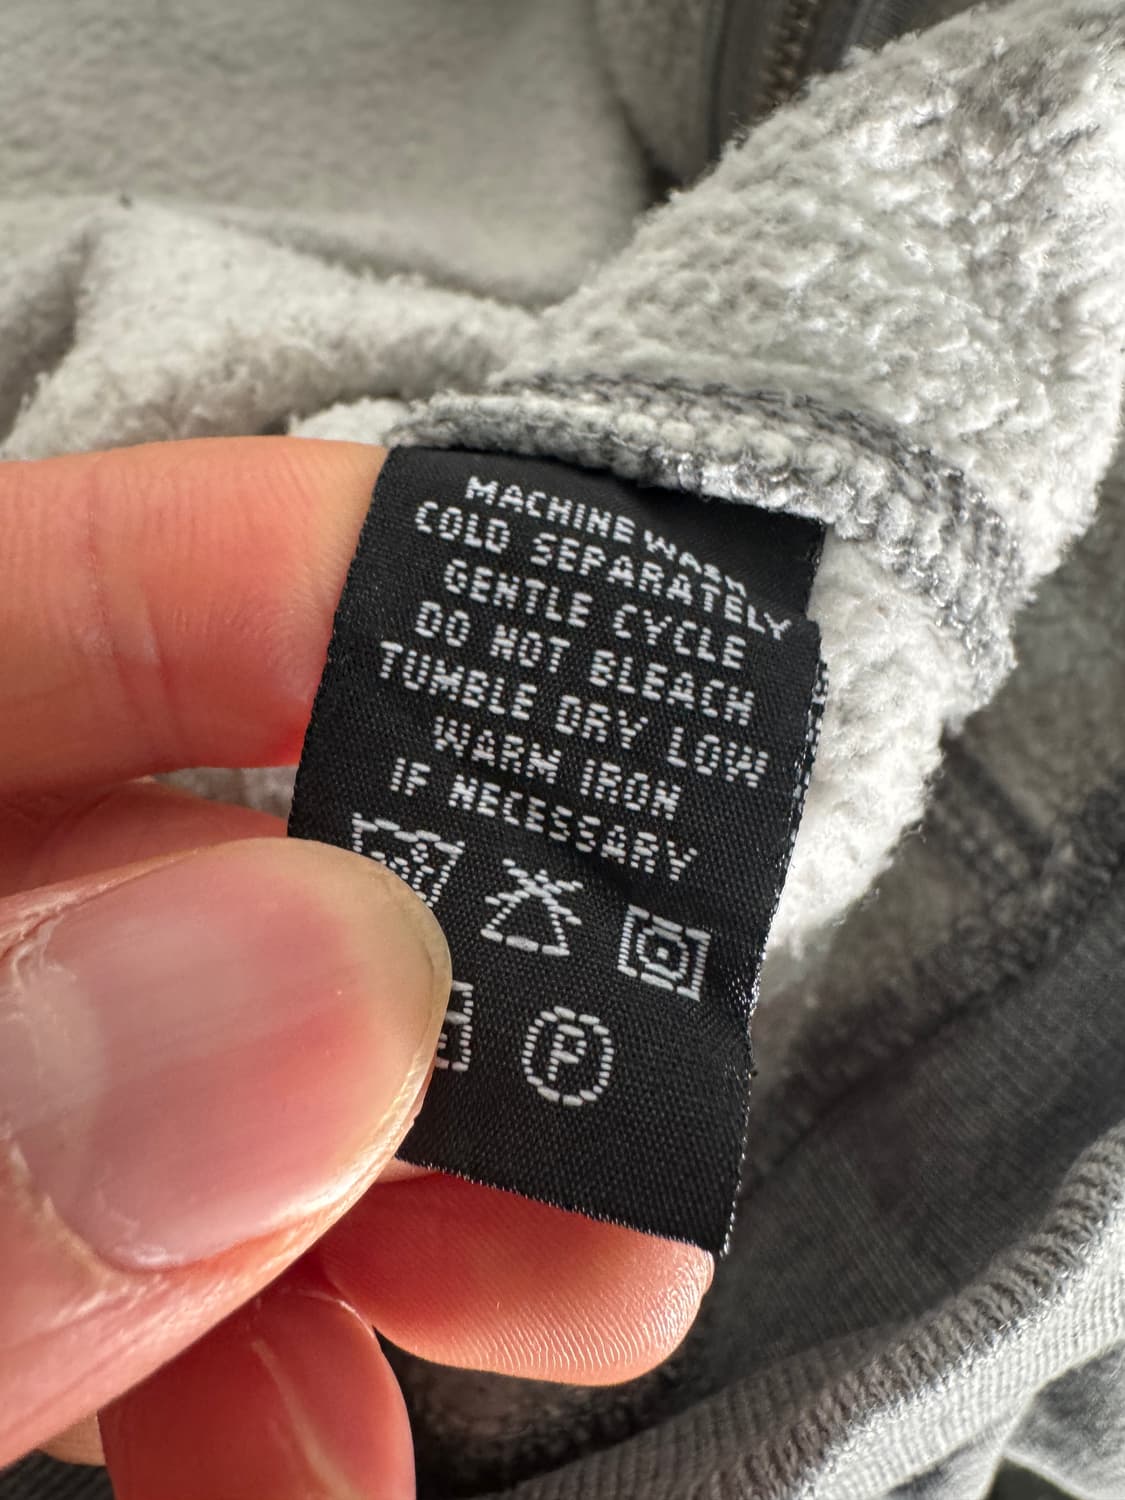 MACHINE WASH
COLD SEPARATELY
GENTLE CYCLE
DO NOT BLEACH
TUMBLE DRY LOW
WARM IRON
IF NECESSARY
P